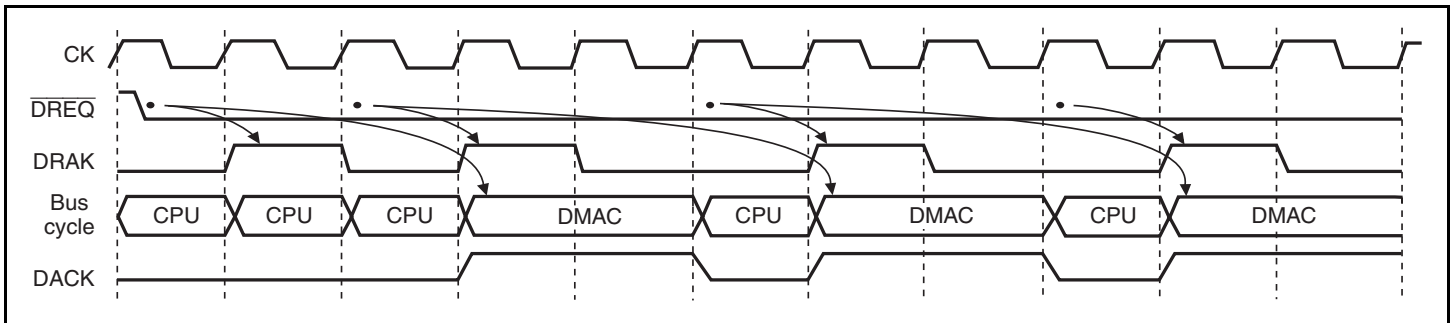 CK
DREQ
DRAK
Bus
cycle
CPU CPU CPU DMAC CPU DMAC CPU DMAC
DACK